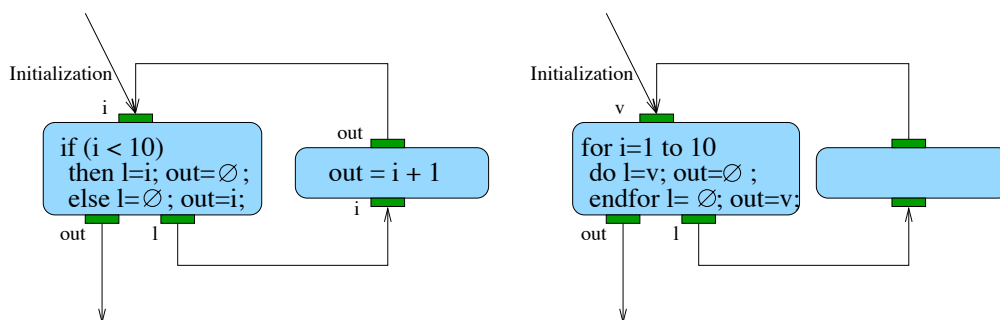 Initialization
i
if (i < 10)
then l=i; out=∅;
else l=∅; out=i;
out
l
out
out = i + 1
i
Initialization
v
for i=1 to 10
do l=v; out=∅ ;
endfor l= ∅; out=v;
out
l